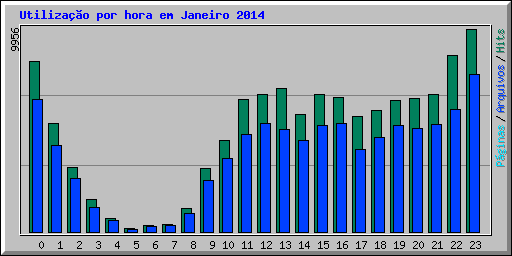 Utilização por hora em Janeiro 2014
9956
Páginas / Arquivos / Hits
0 1 2 3 4 5 6 7 8 9 10 11 12 13 14 15 16 17 18 19 20 21 22 23